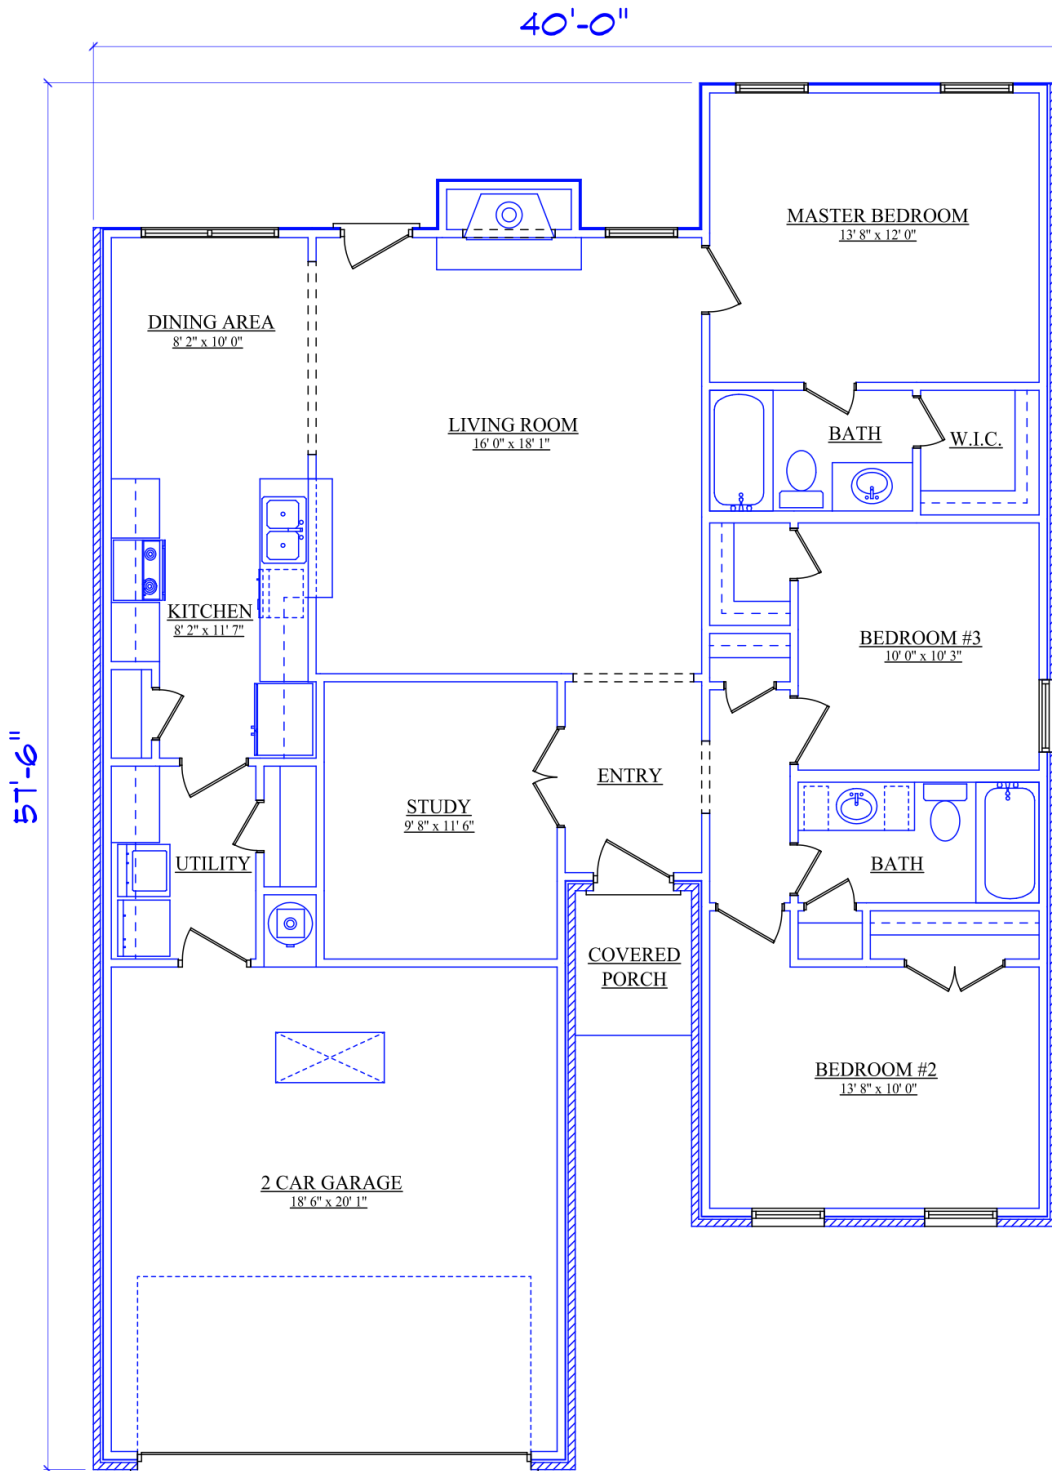 40'-0"
MASTER BEDROOM
13' 8" x 12' 0"
DINING AREA
8' 2" x 10' 0"
LIVING ROOM
16' 0" x 18' 1"
BATH
W.I.C.
KITCHEN
8' 2" x 11' 7"
BEDROOM #3
10' 0" x 10' 3"
57'-6"
ENTRY
STUDY
9' 8" x 11' 6"
UTILITY
BATH
COVERED
PORCH
BEDROOM #2
13' 8" x 10' 0"
2 CAR GARAGE
18' 6" x 20' 1"